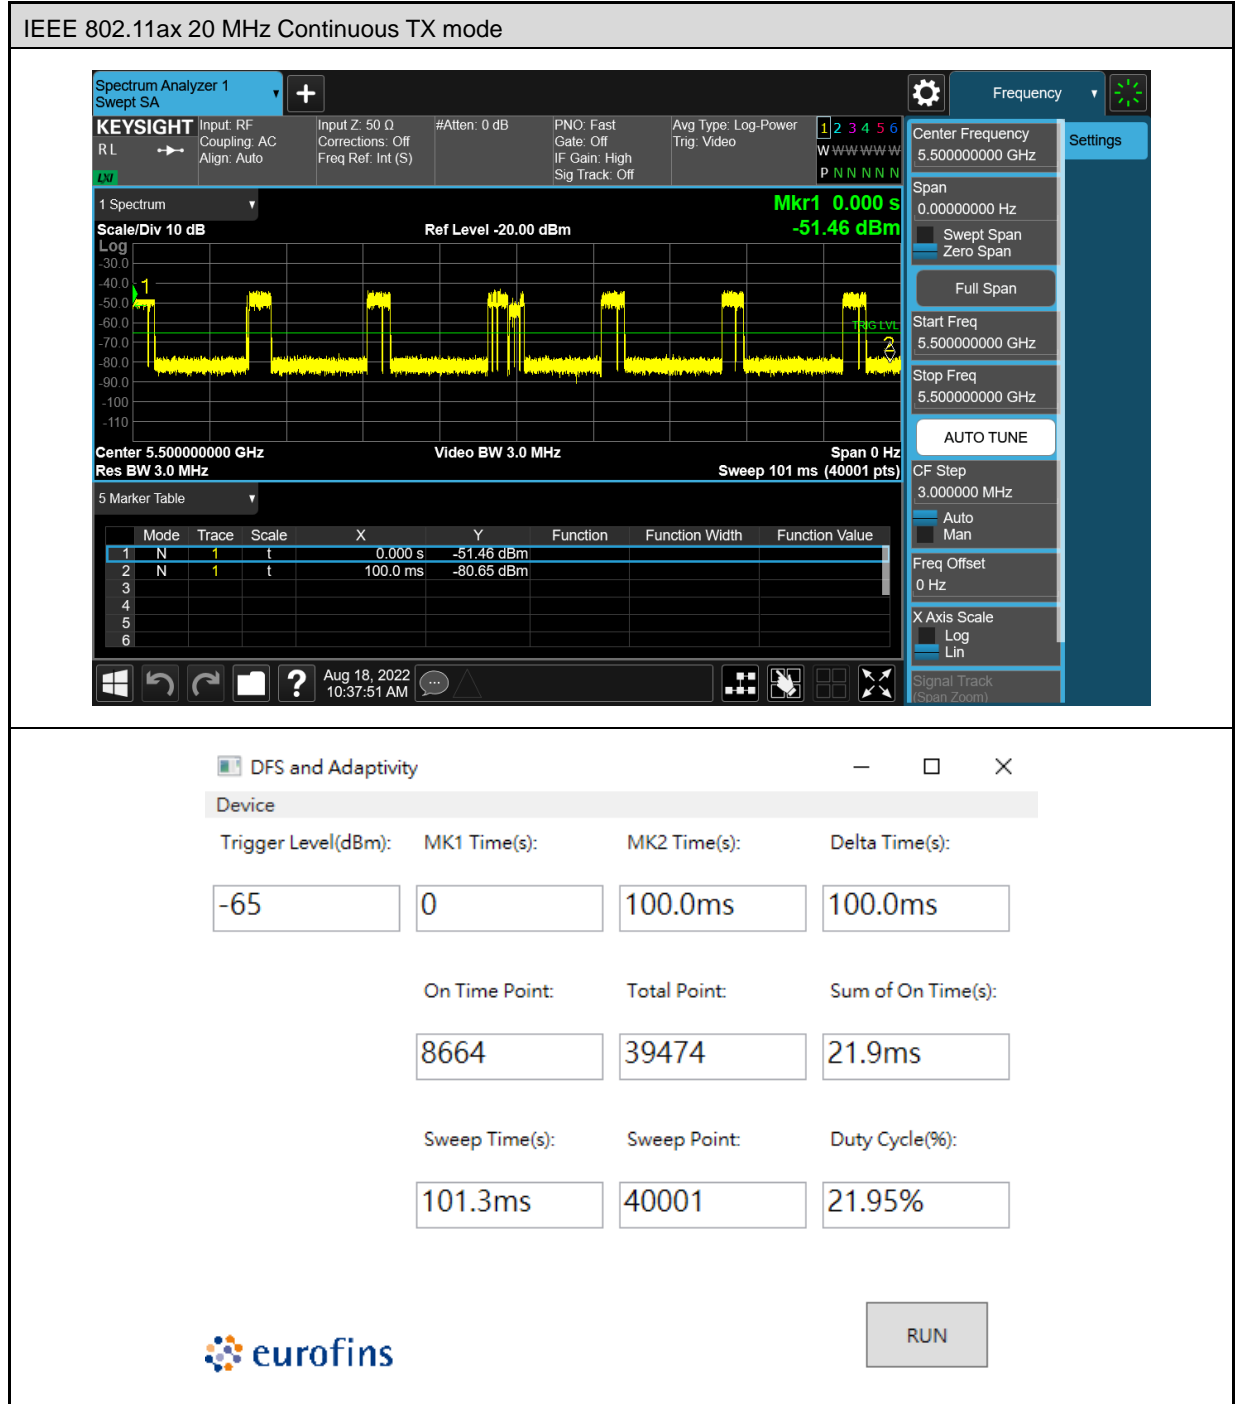 IEEE 802.11ax 20 MHz Continuous TX mode
Spectrum Analyzer 1
Swept SA
Frequency
KEYSIGHT
R L
LXI
Input: RF
Coupling: AC
Align: Auto
Input Z: 50 Ω
Corrections: Off
Freq Ref: Int (S)
#Atten: 0 dB
PNO: Fast
Gate: Off
IF Gain: High
Sig Track: Off
Avg Type: Log-Power
Trig: Video
1 2 3 4 5 6
W W W W W W
P N N N N N
Center Frequency
5.500000000 GHz
Settings
1 Spectrum
Mkr1 0.000 s
Scale/Div 10 dB
Ref Level -20.00 dBm
-51.46 dBm
Log
-30.0
-40.0
-50.0
-60.0
-70.0
-80.0
-90.0
-100
-110
1
TRIG LVL
2
Center 5.500000000 GHz
Video BW 3.0 MHz
Span 0 Hz
Res BW 3.0 MHz
Sweep 101 ms (40001 pts)
Span
0.00000000 Hz
Swept Span
Zero Span
Full Span
Start Freq
5.500000000 GHz
Stop Freq
5.500000000 GHz
AUTO TUNE
CF Step
3.000000 MHz
Auto
Man
Freq Offset
0 Hz
X Axis Scale
Log
Lin
Signal Track
(Span Zoom)
5 Marker Table
Mode Trace Scale X Y Function Function Width Function Value
1 N 1 t 0.000 s -51.46 dBm
2 N 1 t 100.0 ms -80.65 dBm
3
4
5
6
?
Aug 18, 2022
10:37:51 AM
DFS and Adaptivity
Device
Trigger Level(dBm): MK1 Time(s): MK2 Time(s): Delta Time(s):
-65 0 100.0ms 100.0ms
On Time Point: Total Point: Sum of On Time(s):
8664 39474 21.9ms
Sweep Time(s): Sweep Point: Duty Cycle(%):
101.3ms 40001 21.95%
RUN
eurofins